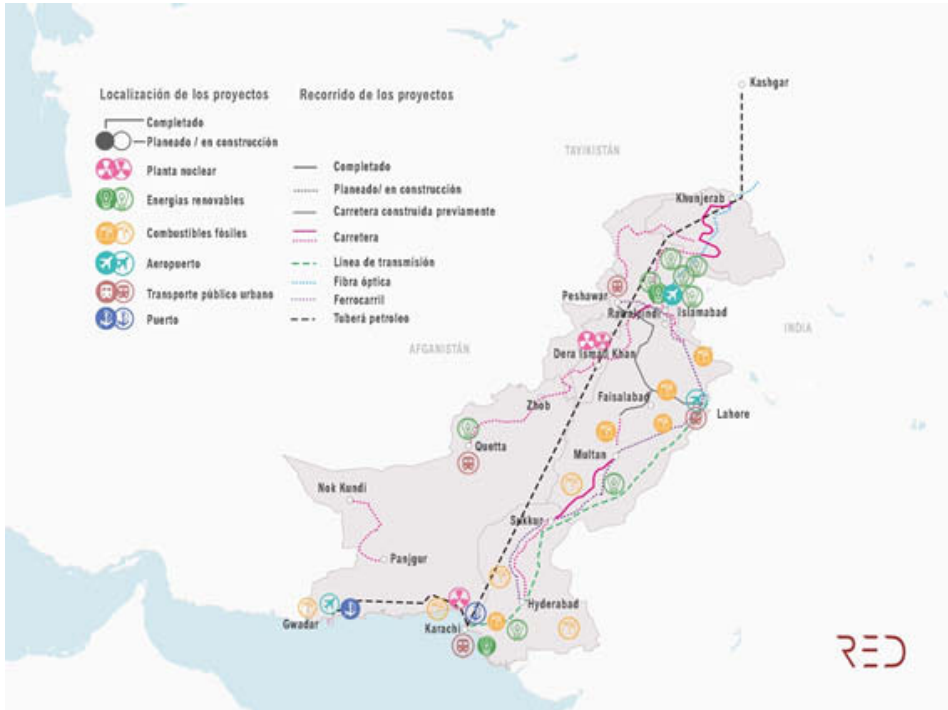 Localización de los proyectos
Completado
Planeado / en construcción
Planta nuclear
Energías renovables
Combustibles fósiles
Aeropuerto
Transporte público urbano
Puerto
Recorrido de los proyectos
Completado
Planeado/ en construcción
Carretera construida previamente
Carretera
Línea de transmisión
Fibra óptica
Ferrocarril
Tuberá petroleo
Kashgar
TAYIKISTÁN
Khunjerab
Peshawar
Rawalpindi
Islamabad
INDIA
AFGANISTÁN
Dera Ismail Khan
Faisalabad
Zhob
Lahore
Quetta
Multan
Nok Kundi
Sukkur
Panjgur
Hyderabad
Gwadar
Karachi
RED